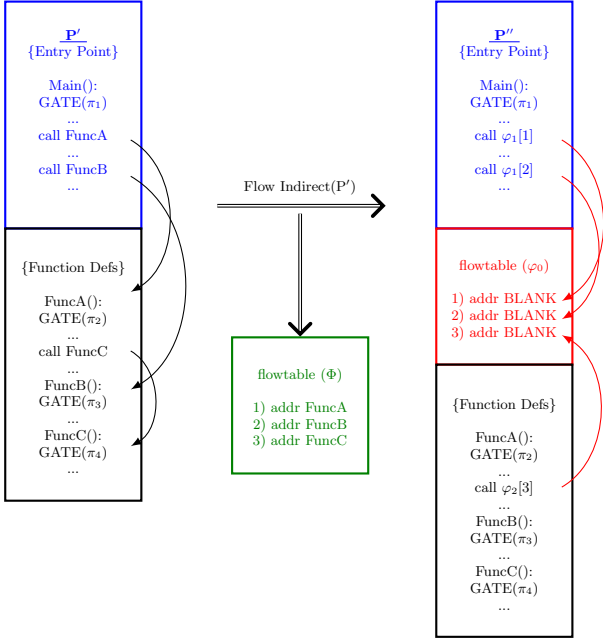 P′
{Entry Point}
Main():
GATE(π₁)
...
call FuncA
...
call FuncB
...
{Function Defs}
FuncA():
GATE(π₂)
...
call FuncC
...
FuncB():
GATE(π₃)
...
FuncC():
GATE(π₄)
...
Flow Indirect(P′)
flowtable (Φ)
1) addr FuncA
2) addr FuncB
3) addr FuncC
P′′
{Entry Point}
Main():
GATE(π₁)
...
call φ₁[1]
...
call φ₁[2]
...
flowtable (φ₀)
1) addr BLANK
2) addr BLANK
3) addr BLANK
{Function Defs}
FuncA():
GATE(π₂)
...
call φ₂[3]
...
FuncB():
GATE(π₃)
...
FuncC():
GATE(π₄)
...